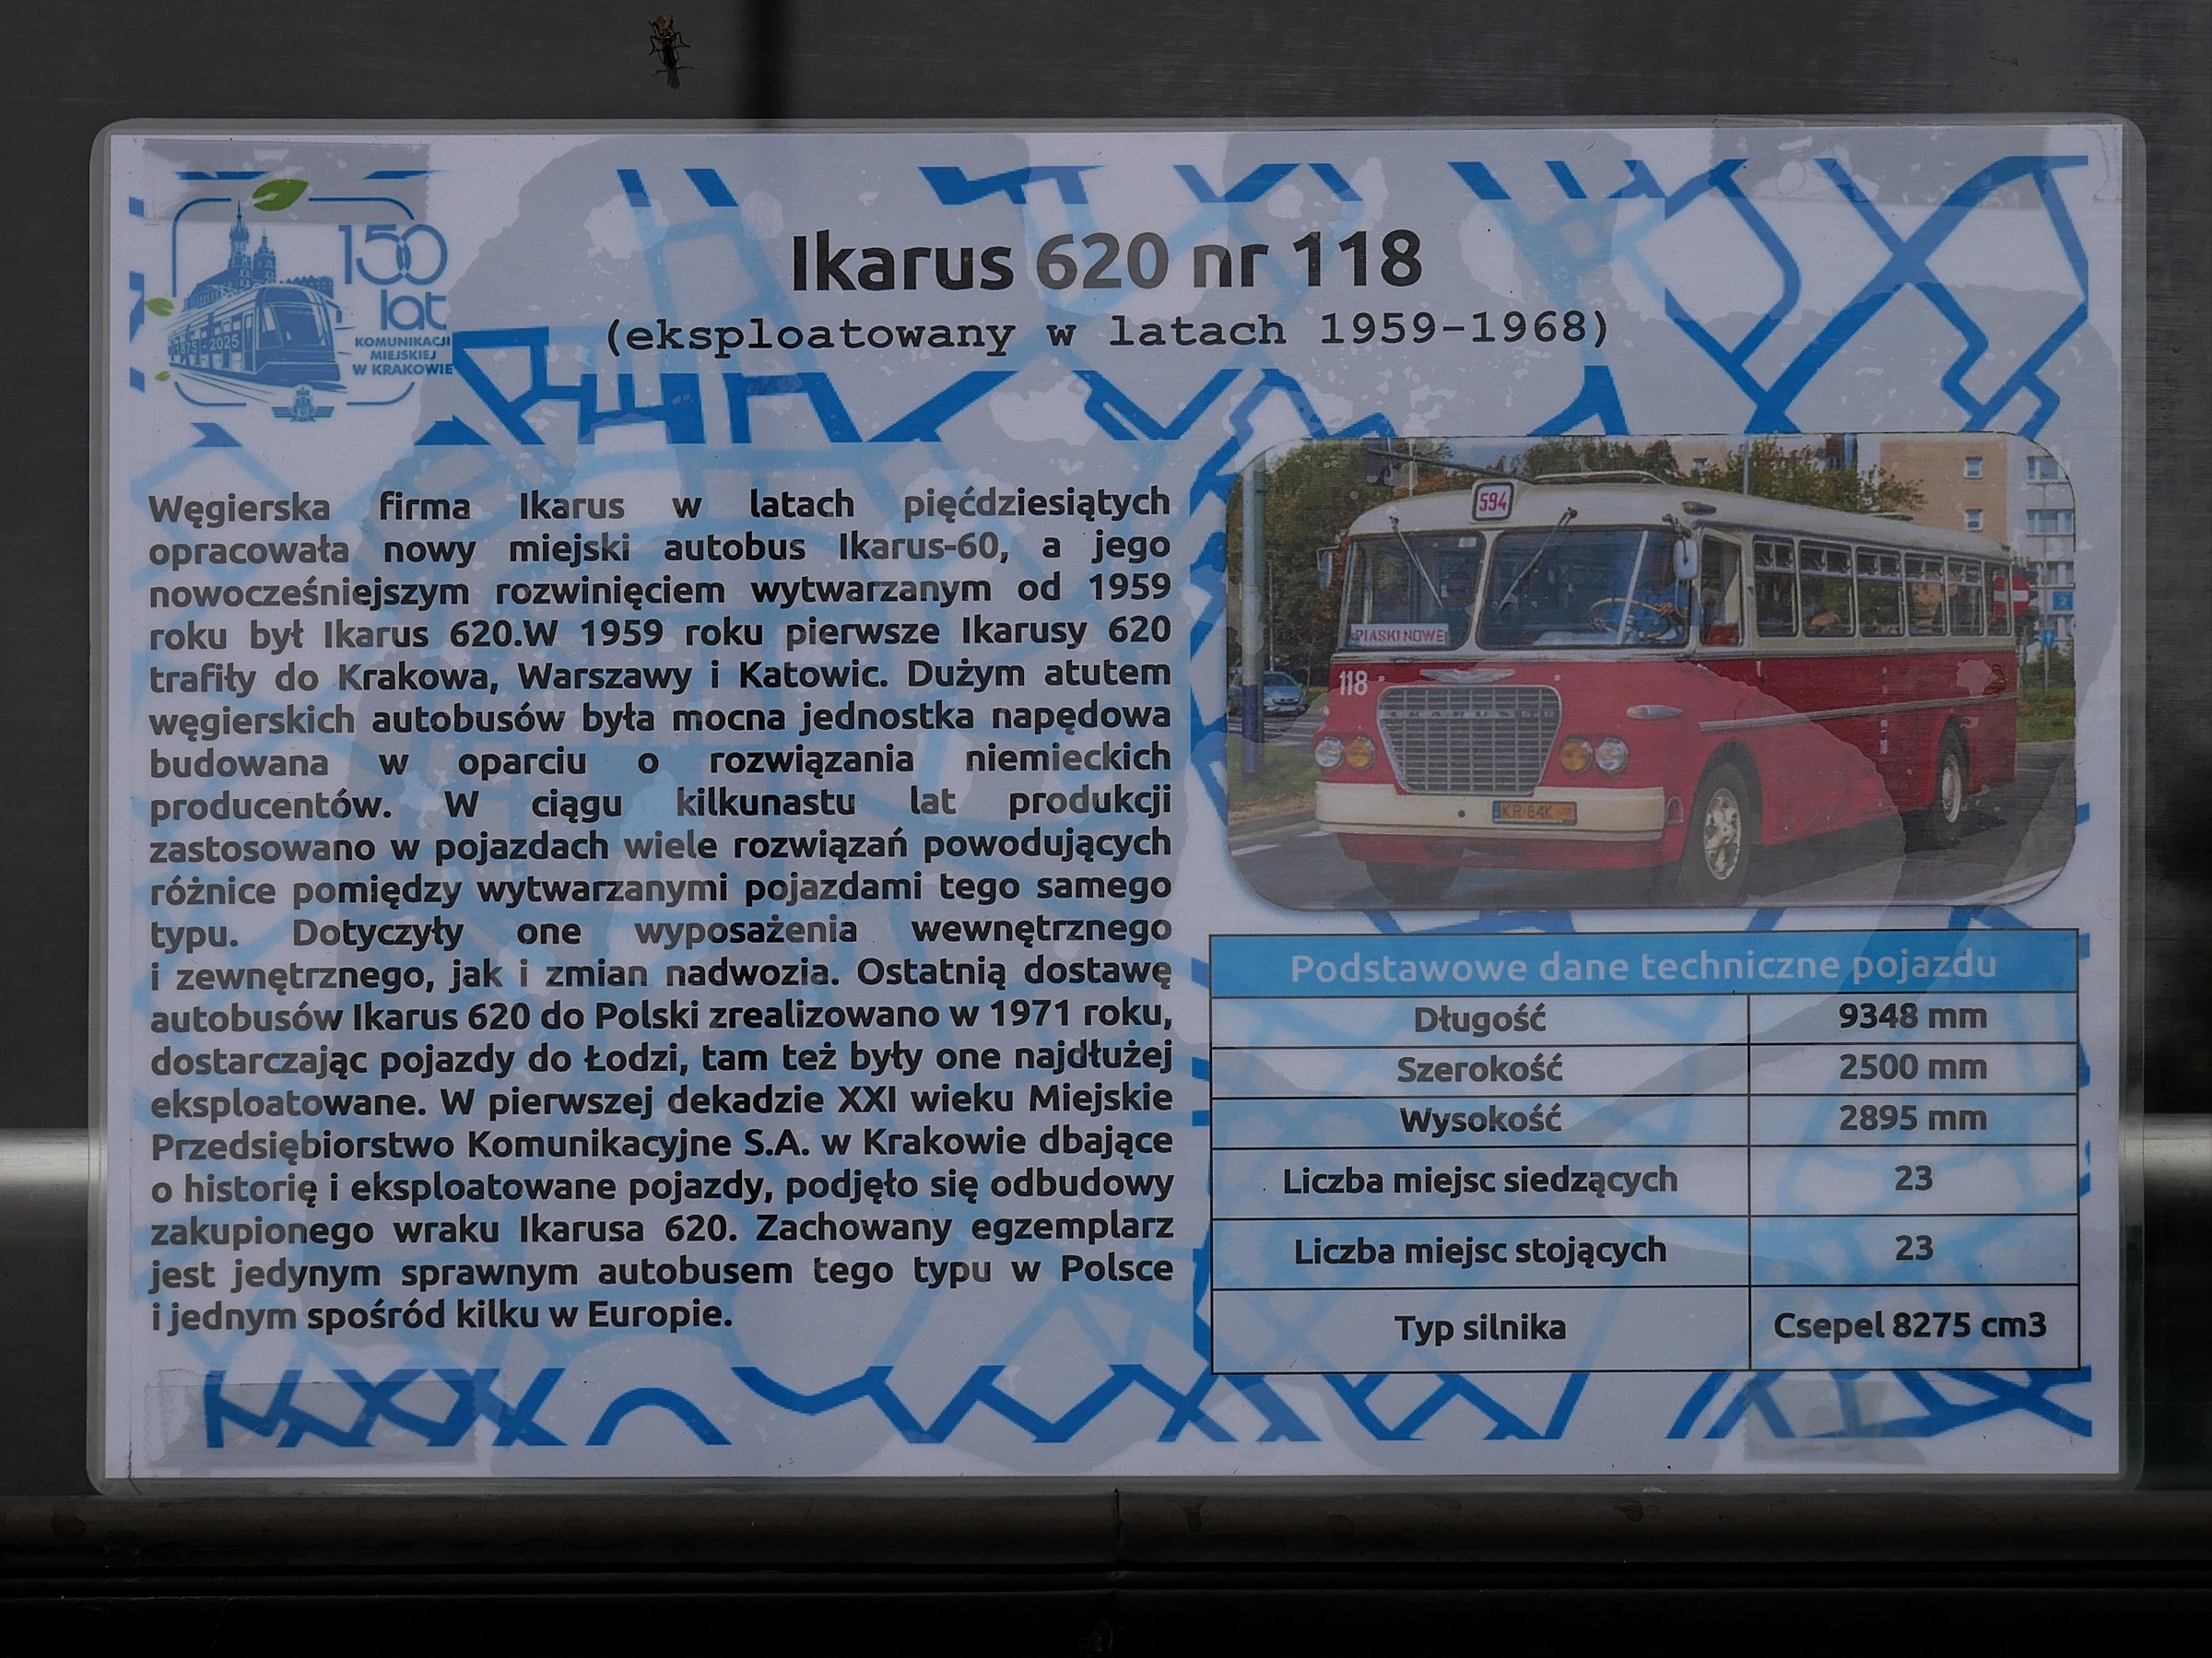 150
lat
KOMUNIKACJI
MIEJSKIEJ
W KRAKOWIE
2025
Ikarus 620 nr 118
(eksploatowany w latach 1959-1968)
Węgierska firma Ikarus w latach pięćdziesiątych
opracowała nowy miejski autobus Ikarus-60, a jego
nowocześniejszym rozwinięciem wytwarzanym od 1959
roku był Ikarus 620.W 1959 roku pierwsze Ikarusy 620
trafiły do Krakowa, Warszawy i Katowic. Dużym atutem
węgierskich autobusów była mocna jednostka napędowa
budowana w oparciu o rozwiązania niemieckich
producentów. W ciągu kilkunastu lat produkcji
zastosowano w pojazdach wiele rozwiązań powodujących
różnice pomiędzy wytwarzanymi pojazdami tego samego
typu. Dotyczyły one wyposażenia wewnętrznego
i zewnętrznego, jak i zmian nadwozia. Ostatnią dostawę
autobusów Ikarus 620 do Polski zrealizowano w 1971 roku,
dostarczając pojazdy do Łodzi, tam też były one najdłużej
eksploatowane. W pierwszej dekadzie XXI wieku Miejskie
Przedsiębiorstwo Komunikacyjne S.A. w Krakowie dbające
o historię i eksploatowane pojazdy, podjęło się odbudowy
zakupionego wraku Ikarusa 620. Zachowany egzemplarz
jest jedynym sprawnym autobusem tego typu w Polsce
i jednym spośród kilku w Europie.
594
PIASKI NOWE
118
IKARUS
KR 84K
Podstawowe dane techniczne pojazdu
Długość 9348 mm
Szerokość 2500 mm
Wysokość 2895 mm
Liczba miejsc siedzących 23
Liczba miejsc stojących 23
Typ silnika Csepel 8275 cm3